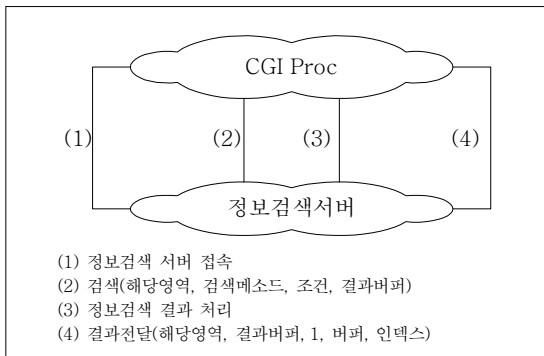 CGI Proc
(1)
(2)
(3)
(4)
정보검색서버
(1) 정보검색 서버 접속
(2) 검색(해당영역, 검색메소드, 조건, 결과버퍼)
(3) 정보검색 결과 처리
(4) 결과전달(해당영역, 결과버퍼, 1, 버퍼, 인덱스)